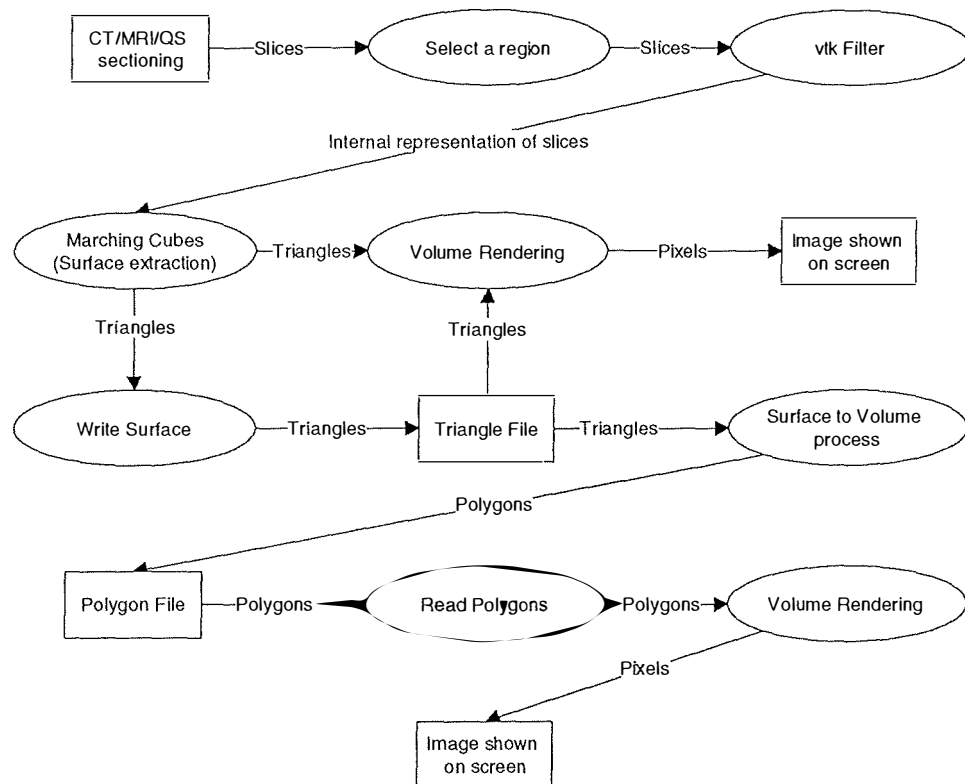 CT/MRI/QS
sectioning
Slices
Select a region
Slices
vtk Filter
Internal representation of slices
Marching Cubes
(Surface extraction)
Triangles
Volume Rendering
Pixels
Image shown
on screen
Triangles
Triangles
Write Surface
Triangles
Triangle File
Triangles
Surface to Volume
process
Polygons
Polygon File
Polygons
Read Polygons
Polygons
Volume Rendering
Pixels
Image shown
on screen